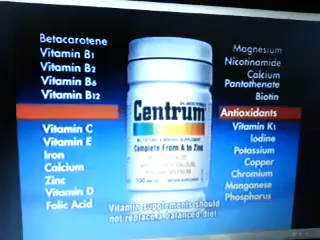 Betacarotene
Vitamin B1
Vitamin B2
Vitamin B6
Vitamin B12
Vitamin C
Vitamin E
Iron
Calcium
Zinc
Vitamin D
Folic Acid
Centrum
Complete From A to Zinc
100
Magnesium
Nicotinamide
Calcium
Pantothenate
Biotin
Antioxidants
Vitamin K1
Iodine
Potassium
Copper
Chromium
Manganese
Phosphorus
Vitamin supplements should
not replace a balanced diet